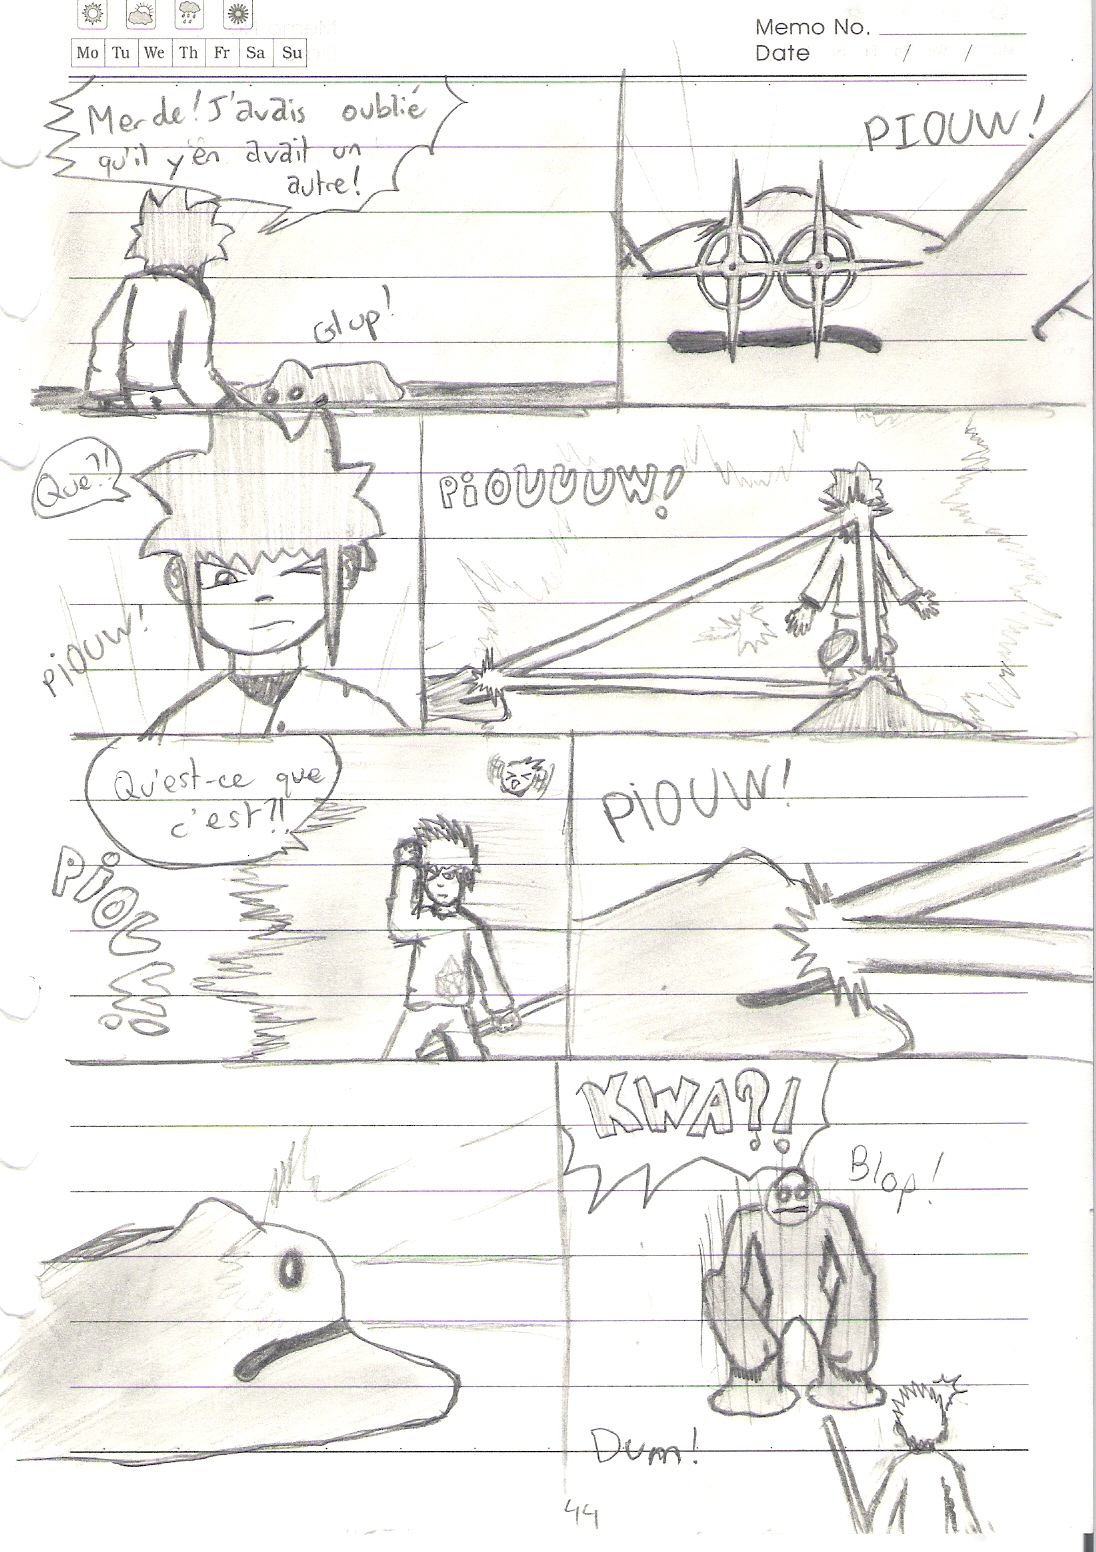 Mo Tu We Th Fr Sa Su
Memo No.
Date / /
Merde! J'avais oublié
qu'il y'en avait un
autre!
Glup!
PIOUW!
Que?!
PiOUW!
PiOUUUW!
Qu'est-ce que
c'est?!
PiOUW!
PiOUW!
KWA?!
Blop!
Dum!
44